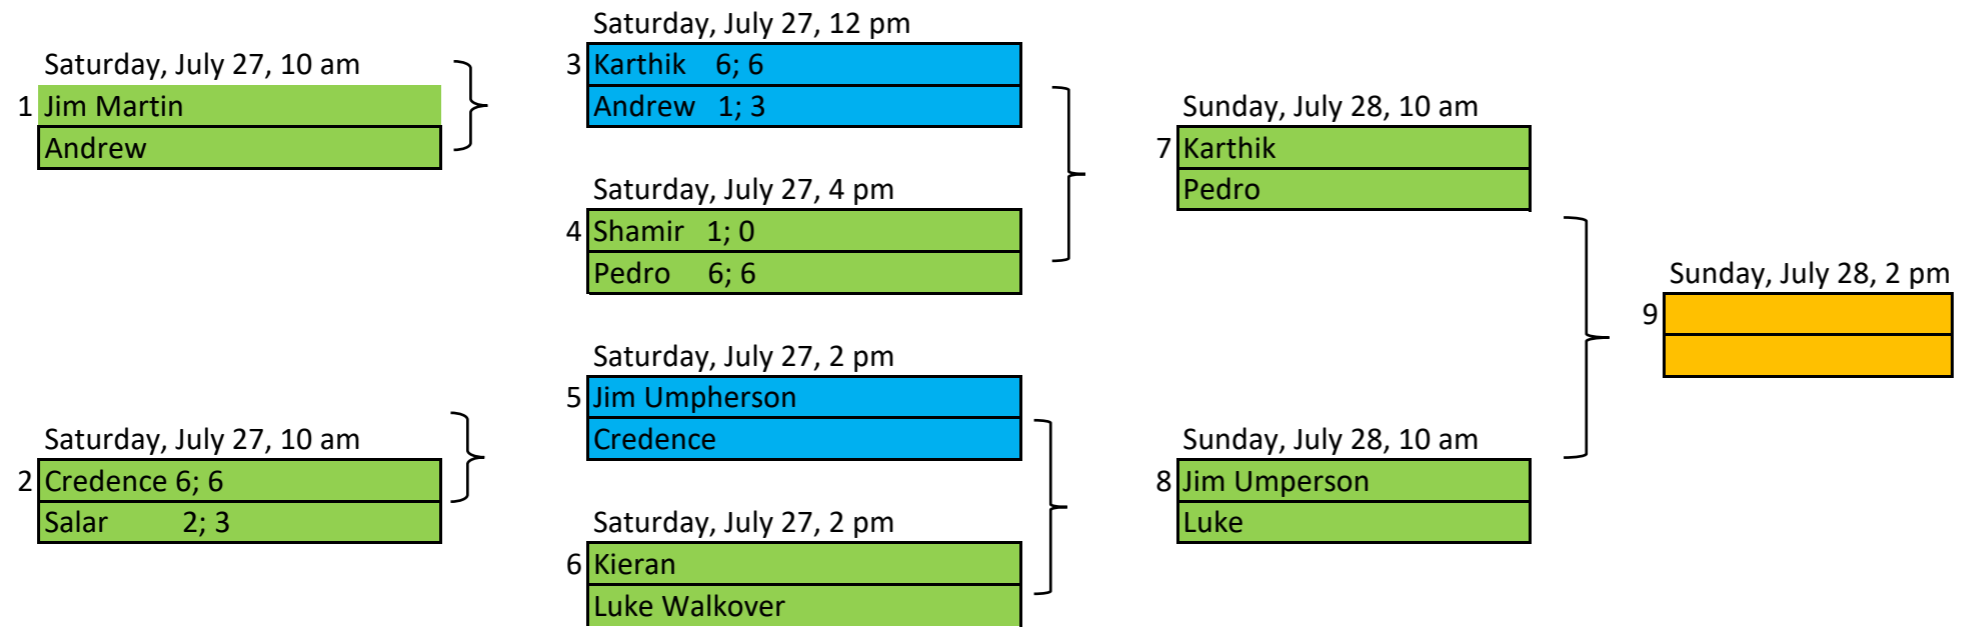 Saturday, July 27, 10 am
1 Jim Martin
Andrew
Saturday, July 27, 10 am
2 Credence 6; 6
Salar 2; 3
Saturday, July 27, 12 pm
3 Karthik 6; 6
Andrew 1; 3
Saturday, July 27, 4 pm
4 Shamir 1; 0
Pedro 6; 6
Saturday, July 27, 2 pm
5 Jim Umpherson
Credence
Saturday, July 27, 2 pm
6 Kieran
Luke Walkover
Sunday, July 28, 10 am
7 Karthik
Pedro
Sunday, July 28, 10 am
8 Jim Umperson
Luke
Sunday, July 28, 2 pm
9